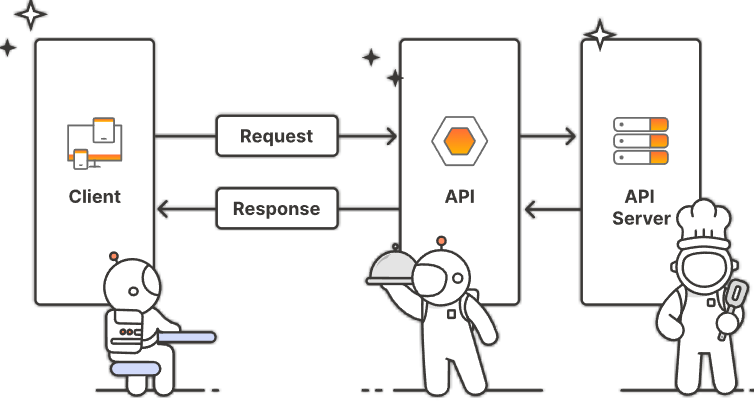 Request
Response
Client
API
API
Server